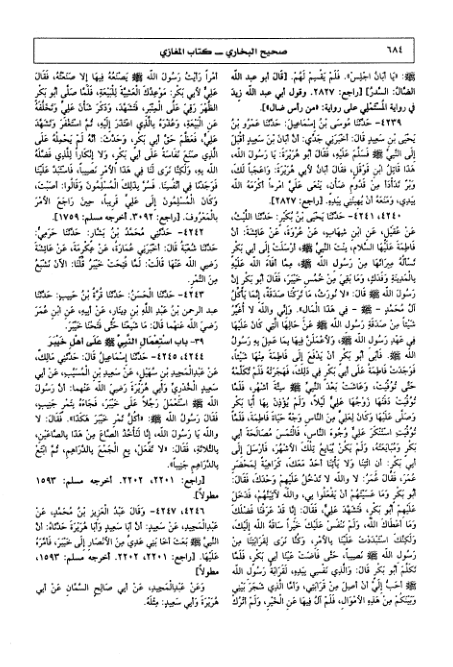 ٦٨٤
صحيح البخاري ــ كتاب المغازي
ﷺ: «يَا أَبَانُ اجْلِسْ». فَلَمْ يَقْسِمْ لَهُمْ. [قَالَ أبو عبد الله
الضَّالُ: السِّدْرُ] [راجع: ٢٨٢٧. وقول أبي عبد الله زيد
في رواية المُسْتَمْلي على رواية: «من رأس ضال»].
٤٢٣٩- حَدَّثَنَا مُوسَى بْنُ إِسْمَاعِيلَ: حَدَّثَنَا عَمْرُو بْنُ
يَحْيَى بْنِ سَعِيدٍ قَالَ: أَخْبَرَنِي جَدِّي: أَنَّ أَبَانَ بْنَ سَعِيدٍ أَقْبَلَ
إِلَى النَّبِيِّ ﷺ فَسَلَّمَ عَلَيْهِ، فَقَالَ أَبُو هُرَيْرَةَ: يَا رَسُولَ اللهِ،
هَذَا قَاتِلُ ابْنِ قَوْقَلٍ، فَقَالَ أَبَانُ لِأَبِي هُرَيْرَةَ: وَاعَجَبًا لَكَ،
وَبْرٌ تَدَأْدَأَ مِنْ قَدُومِ ضَأْنٍ، يَنْعَى عَلَيَّ امْرَءًا أَكْرَمَهُ اللهُ
بِيَدِي، وَمَنَعَهُ أَنْ يُهِينَنِي بِيَدِهِ. [راجع: ٢٨٢٧].
٤٢٤٠، ٤٢٤١- حَدَّثَنَا يَحْيَى بْنُ بُكَيْرٍ: حَدَّثَنَا اللَّيْثُ،
عَنْ عُقَيْلٍ، عَنِ ابْنِ شِهَابٍ، عَنْ عُرْوَةَ، عَنْ عَائِشَةَ: أَنَّ
فَاطِمَةَ عَلَيْهَا السَّلَامُ، بِنْتَ النَّبِيِّ ﷺ، أَرْسَلَتْ إِلَى أَبِي بَكْرٍ
تَسْأَلُهُ مِيرَاثَهَا مِنْ رَسُولِ اللهِ ﷺ، مِمَّا أَفَاءَ اللهُ عَلَيْهِ
بِالْمَدِينَةِ وَفَدَكَ، وَمَا بَقِيَ مِنْ خُمُسِ خَيْبَرَ، فَقَالَ أَبُو بَكْرٍ: إِنَّ
رَسُولَ اللهِ ﷺ قَالَ: «لَا نُورَثُ، مَا تَرَكْنَا صَدَقَةٌ، إِنَّمَا يَأْكُلُ
آلُ مُحَمَّدٍ - ﷺ - فِي هَذَا الْمَالِ». وَإِنِّي وَاللهِ لَا أُغَيِّرُ
شَيْئًا مِنْ صَدَقَةِ رَسُولِ اللهِ ﷺ عَنْ حَالِهَا الَّتِي كَانَ عَلَيْهَا
فِي عَهْدِ رَسُولِ اللهِ ﷺ، وَلَأَعْمَلَنَّ فِيهَا بِمَا عَمِلَ بِهِ رَسُولُ
اللهِ ﷺ. فَأَبَى أَبُو بَكْرٍ أَنْ يَدْفَعَ إِلَى فَاطِمَةَ مِنْهَا شَيْئًا،
فَوَجَدَتْ فَاطِمَةُ عَلَى أَبِي بَكْرٍ فِي ذَلِكَ، فَهَجَرَتْهُ فَلَمْ تُكَلِّمْهُ
حَتَّى تُوُفِّيَتْ، وَعَاشَتْ بَعْدَ النَّبِيِّ ﷺ سِتَّةَ أَشْهُرٍ، فَلَمَّا
تُوُفِّيَتْ دَفَنَهَا زَوْجُهَا عَلِيٌّ لَيْلًا، وَلَمْ يُؤْذِنْ بِهَا أَبَا بَكْرٍ
وَصَلَّى عَلَيْهَا وَكَانَ لِعَلِيٍّ مِنَ النَّاسِ وَجْهٌ حَيَاةَ فَاطِمَةَ، فَلَمَّا
تُوُفِّيَتِ اسْتَنْكَرَ عَلِيٌّ وُجُوهَ النَّاسِ، فَالْتَمَسَ مُصَالَحَةَ أَبِي
بَكْرٍ وَمُبَايَعَتَهُ، وَلَمْ يَكُنْ يُبَايِعُ تِلْكَ الْأَشْهُرَ، فَأَرْسَلَ إِلَى
أَبِي بَكْرٍ: أَنِ ائْتِنَا وَلَا يَأْتِنَا أَحَدٌ مَعَكَ، كَرَاهِيَةً لِمَحْضَرِ
عُمَرَ، فَقَالَ عُمَرُ: لَا وَاللهِ لَا تَدْخُلُ عَلَيْهِمْ وَحْدَكَ، فَقَالَ
أَبُو بَكْرٍ: وَمَا عَسَيْتَهُمْ أَنْ يَفْعَلُوا بِي، وَاللهِ لَآتِيَنَّهُمْ، فَدَخَلَ
عَلَيْهِمْ أَبُو بَكْرٍ، فَتَشَهَّدَ عَلِيٌّ، فَقَالَ: إِنَّا قَدْ عَرَفْنَا فَضْلَكَ
وَمَا أَعْطَاكَ اللهُ، وَلَمْ نَنْفَسْ عَلَيْكَ خَيْرًا سَاقَهُ اللهُ إِلَيْكَ،
وَلَكِنَّكَ اسْتَبْدَدْتَ عَلَيْنَا بِالْأَمْرِ، وَكُنَّا نَرَى لِقَرَابَتِنَا مِنْ
رَسُولِ اللهِ ﷺ نَصِيبًا، حَتَّى فَاضَتْ عَيْنَا أَبِي بَكْرٍ، فَلَمَّا
تَكَلَّمَ أَبُو بَكْرٍ قَالَ: وَالَّذِي نَفْسِي بِيَدِهِ، لَقَرَابَةُ رَسُولِ اللهِ
ﷺ أَحَبُّ إِلَيَّ أَنْ أَصِلَ مِنْ قَرَابَتِي، وَأَمَّا الَّذِي شَجَرَ بَيْنِي
وَبَيْنَكُمْ مِنْ هَذِهِ الْأَمْوَالِ، فَلَمْ آلُ فِيهَا عَنِ الْخَيْرِ، وَلَمْ أَتْرُكْ
أَمْرًا رَأَيْتُ رَسُولَ اللهِ ﷺ يَصْنَعُهُ فِيهَا إِلَّا صَنَعْتُهُ، فَقَالَ
عَلِيٌّ لِأَبِي بَكْرٍ: مَوْعِدُكَ الْعَشِيَّةُ لِلْبَيْعَةِ، فَلَمَّا صَلَّى أَبُو بَكْرٍ
الظُّهْرَ رَقِيَ عَلَى الْمِنْبَرِ، فَتَشَهَّدَ، وَذَكَرَ شَأْنَ عَلِيٍّ وَتَخَلُّفَهُ
عَنِ الْبَيْعَةِ، وَعَذَرَهُ بِالَّذِي اعْتَذَرَ إِلَيْهِ، ثُمَّ اسْتَغْفَرَ وَتَشَهَّدَ
عَلِيٌّ، فَعَظَّمَ حَقَّ أَبِي بَكْرٍ، وَحَدَّثَ: أَنَّهُ لَمْ يَحْمِلْهُ عَلَى
الَّذِي صَنَعَ نَفَاسَةً عَلَى أَبِي بَكْرٍ، وَلَا إِنْكَارًا لِلَّذِي فَضَّلَهُ
اللهُ بِهِ، وَلَكِنَّا نَرَى لَنَا فِي هَذَا الْأَمْرِ نَصِيبًا، فَاسْتَبَدَّ عَلَيْنَا
فَوَجَدْنَا فِي أَنْفُسِنَا. فَسُرَّ بِذَلِكَ الْمُسْلِمُونَ وَقَالُوا: أَصَبْتَ،
وَكَانَ الْمُسْلِمُونَ إِلَى عَلِيٍّ قَرِيبًا، حِينَ رَاجَعَ الْأَمْرَ
بِالْمَعْرُوفِ. [راجع: ٣٠٩٢. أخرجه مسلم: ١٧٥٩].
٤٢٤٢- حَدَّثَنِي مُحَمَّدُ بْنُ بَشَّارٍ: حَدَّثَنَا حَرَمِيٌّ:
حَدَّثَنَا شُعْبَةُ قَالَ: أَخْبَرَنِي عُمَارَةُ، عَنْ عِكْرِمَةَ، عَنْ عَائِشَةَ
رَضِيَ اللهُ عَنْهَا قَالَتْ: لَمَّا فُتِحَتْ خَيْبَرُ قُلْنَا: الْآنَ نَشْبَعُ
مِنَ التَّمْرِ.
٤٢٤٣- حَدَّثَنَا الْحَسَنُ: حَدَّثَنَا قُرَّةُ بْنُ حَبِيبٍ: حَدَّثَنَا
عبد الرحمن بنُ عَبْدِ اللهِ بْنِ دِينَارٍ، عَنْ أَبِيهِ، عَنِ ابْنِ عُمَرَ
رَضِيَ اللهُ عَنْهُمَا قَالَ: مَا شَبِعْنَا حَتَّى فَتَحْنَا خَيْبَرَ.
٣٩- باب اسْتِعْمَالِ النَّبِيِّ ﷺ عَلَى أَهْلِ خَيْبَرَ
٤٢٤٤، ٤٢٤٥- حَدَّثَنَا إِسْمَاعِيلُ قَالَ: حَدَّثَنِي مَالِكٌ،
عَنْ عَبْدِالْمَجِيدِ بْنِ سُهَيْلٍ، عَنْ سَعِيدِ بْنِ الْمُسَيَّبِ، عَنْ أَبِي
سَعِيدٍ الْخُدْرِيِّ وَأَبِي هُرَيْرَةَ رَضِيَ اللهُ عَنْهُمَا: أَنَّ رَسُولَ
اللهِ ﷺ اسْتَعْمَلَ رَجُلًا عَلَى خَيْبَرَ، فَجَاءَهُ بِتَمْرٍ جَنِيبٍ،
فَقَالَ رَسُولُ اللهِ ﷺ: «أَكُلُّ تَمْرِ خَيْبَرَ هَكَذَا». فَقَالَ: لَا
وَاللهِ يَا رَسُولَ اللهِ، إِنَّا لَنَأْخُذُ الصَّاعَ مِنْ هَذَا بِالصَّاعَيْنِ،
بِالثَّلَاثَةِ، فَقَالَ: «لَا تَفْعَلْ، بِعِ الْجَمْعَ بِالدَّرَاهِمِ، ثُمَّ ابْتَعْ
بِالدَّرَاهِمِ جَنِيبًا».
[راجع: ٢٢٠١، ٢٢٠٢. أخرجه مسلم: ١٥٩٣
مطولاً].
٤٢٤٦، ٤٢٤٧- وَقَالَ عَبْدُ الْعَزِيزِ بْنُ مُحَمَّدٍ، عَنْ
عَبْدِالْمَجِيدِ، عَنْ سَعِيدٍ: أَنَّ أَبَا سَعِيدٍ وَأَبَا هُرَيْرَةَ حَدَّثَاهُ: أَنَّ
النَّبِيَّ ﷺ بَعَثَ أَخَا بَنِي عَدِيٍّ مِنَ الْأَنْصَارِ إِلَى خَيْبَرَ، فَأَمَّرَهُ
عَلَيْهَا. [راجع: ٢٢٠١، ٢٢٠٢. أخرجه مسلم: ١٥٩٣،
مطولاً]
وَعَنْ عَبْدِالْمَجِيدِ، عَنْ أَبِي صَالِحٍ السَّمَّانِ عَنْ أَبِي
هُرَيْرَةَ وَأَبِي سَعِيدٍ: مِثْلَهُ.